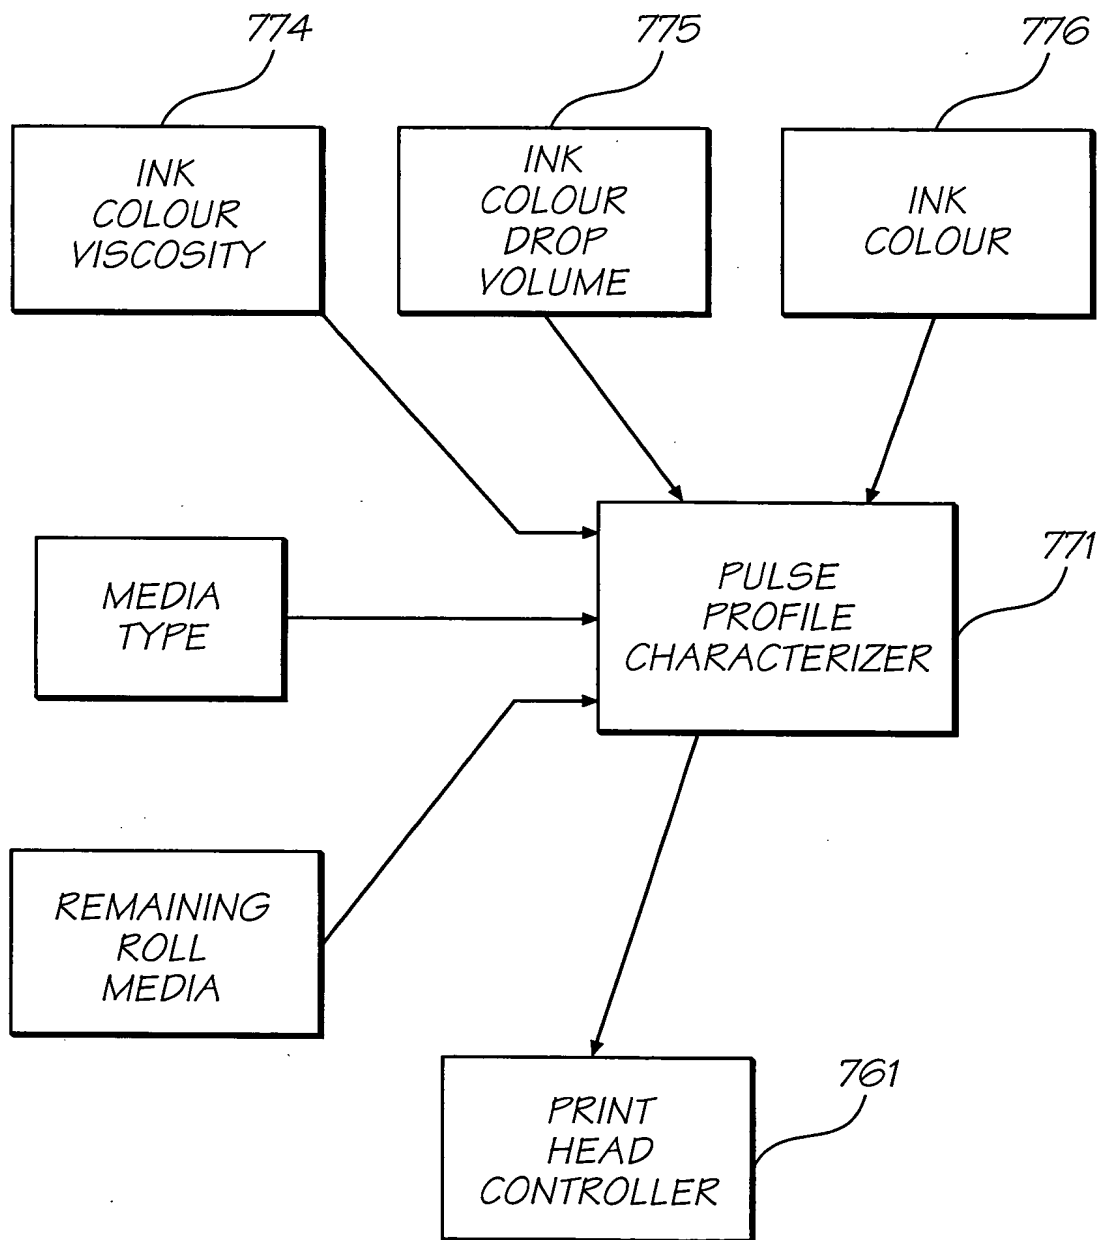 774
775
776
INK
COLOUR
VISCOSITY
INK
COLOUR
DROP
VOLUME
INK
COLOUR
771
MEDIA
TYPE
PULSE
PROFILE
CHARACTERIZER
REMAINING
ROLL
MEDIA
761
PRINT
HEAD
CONTROLLER